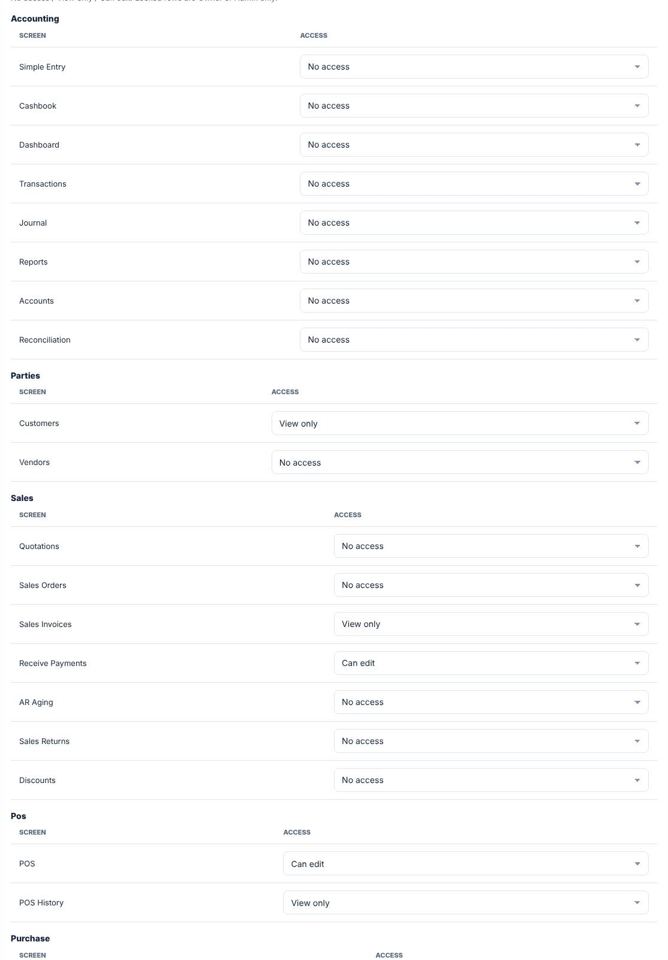 Accounting
SCREEN ACCESS
Simple Entry No access
Cashbook No access
Dashboard No access
Transactions No access
Journal No access
Reports No access
Accounts No access
Reconciliation No access
Parties
SCREEN ACCESS
Customers View only
Vendors No access
Sales
SCREEN ACCESS
Quotations No access
Sales Orders No access
Sales Invoices View only
Receive Payments Can edit
AR Aging No access
Sales Returns No access
Discounts No access
Pos
SCREEN ACCESS
POS Can edit
POS History View only
Purchase
SCREEN ACCESS